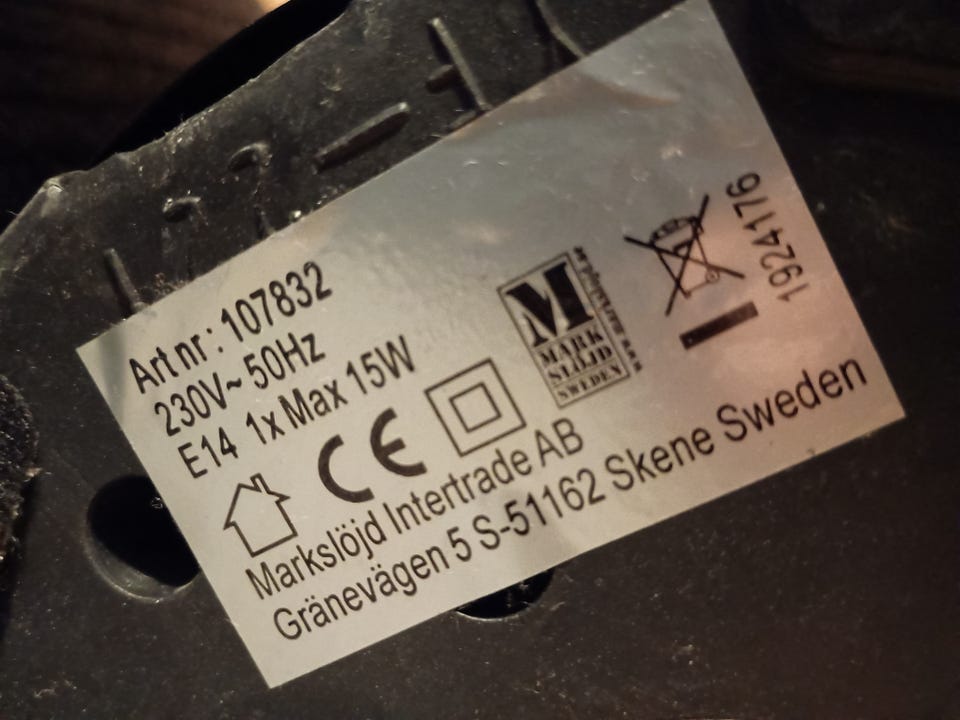 Art nr : 107832
230V~ 50Hz
E14 1x Max 15W
CE
M
MARK
SLÖJD
SWEDEN
Markslöjd Intertrade AB
Gränevägen 5 S-51162 Skene Sweden
1924176